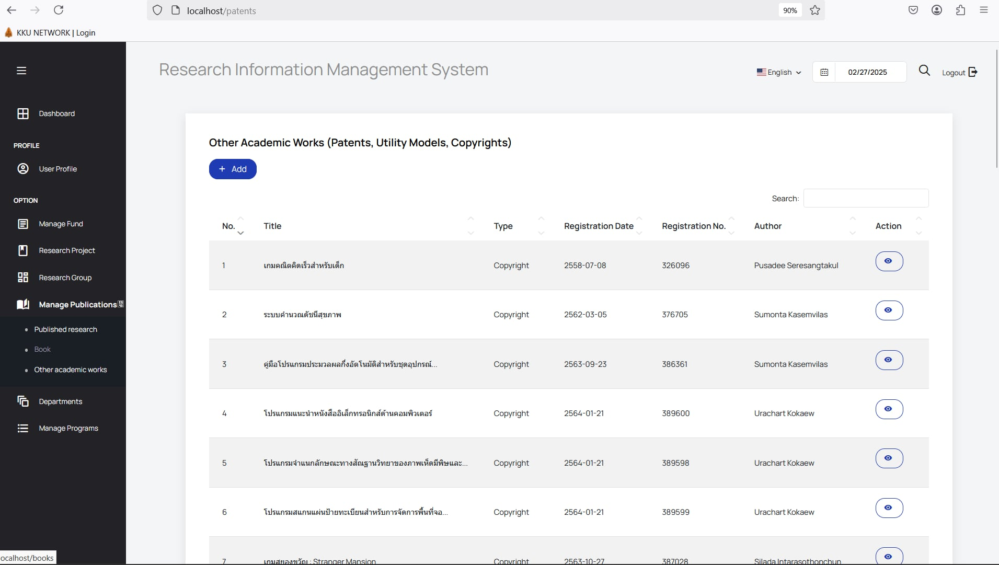 localhost/patents
90%
KKU NETWORK | Login
Research Information Management System
English
02/27/2025
Logout
Dashboard
PROFILE
User Profile
OPTION
Manage Fund
Research Project
Research Group
Manage Publications
Published research
Book
Other academic works
Departments
Manage Programs
Other Academic Works (Patents, Utility Models, Copyrights)
+ Add
Search:
No. Title Type Registration Date Registration No. Author Action
1 เกมคณิตคิดเร็วสำหรับเด็ก Copyright 2558-07-08 326096 Pusadee Seresangtakul
2 ระบบคำนวณดัชนีสุขภาพ Copyright 2562-03-05 376705 Sumonta Kasemvilas
3 คู่มือโปรแกรมประมวลผลกึ่งอัตโนมัติสำหรับชุดอุปกรณ์... Copyright 2563-09-23 386361 Sumonta Kasemvilas
4 โปรแกรมแนะนำหนังสืออิเล็กทรอนิกส์ด้านคอมพิวเตอร์ Copyright 2564-01-21 389600 Urachart Kokaew
5 โปรแกรมจำแนกลักษณะทางสัณฐานวิทยาของภาพเห็ดมีพิษและ... Copyright 2564-01-21 389598 Urachart Kokaew
6 โปรแกรมสแกนแผ่นป้ายทะเบียนสำหรับการจัดการพื้นที่จอ... Copyright 2564-01-21 389599 Urachart Kokaew
7 เกมสยองขวัญ : Stranger Mansion Copyright 2563-10-27 387028 Silada Intarasothonchun
ocalhost/books